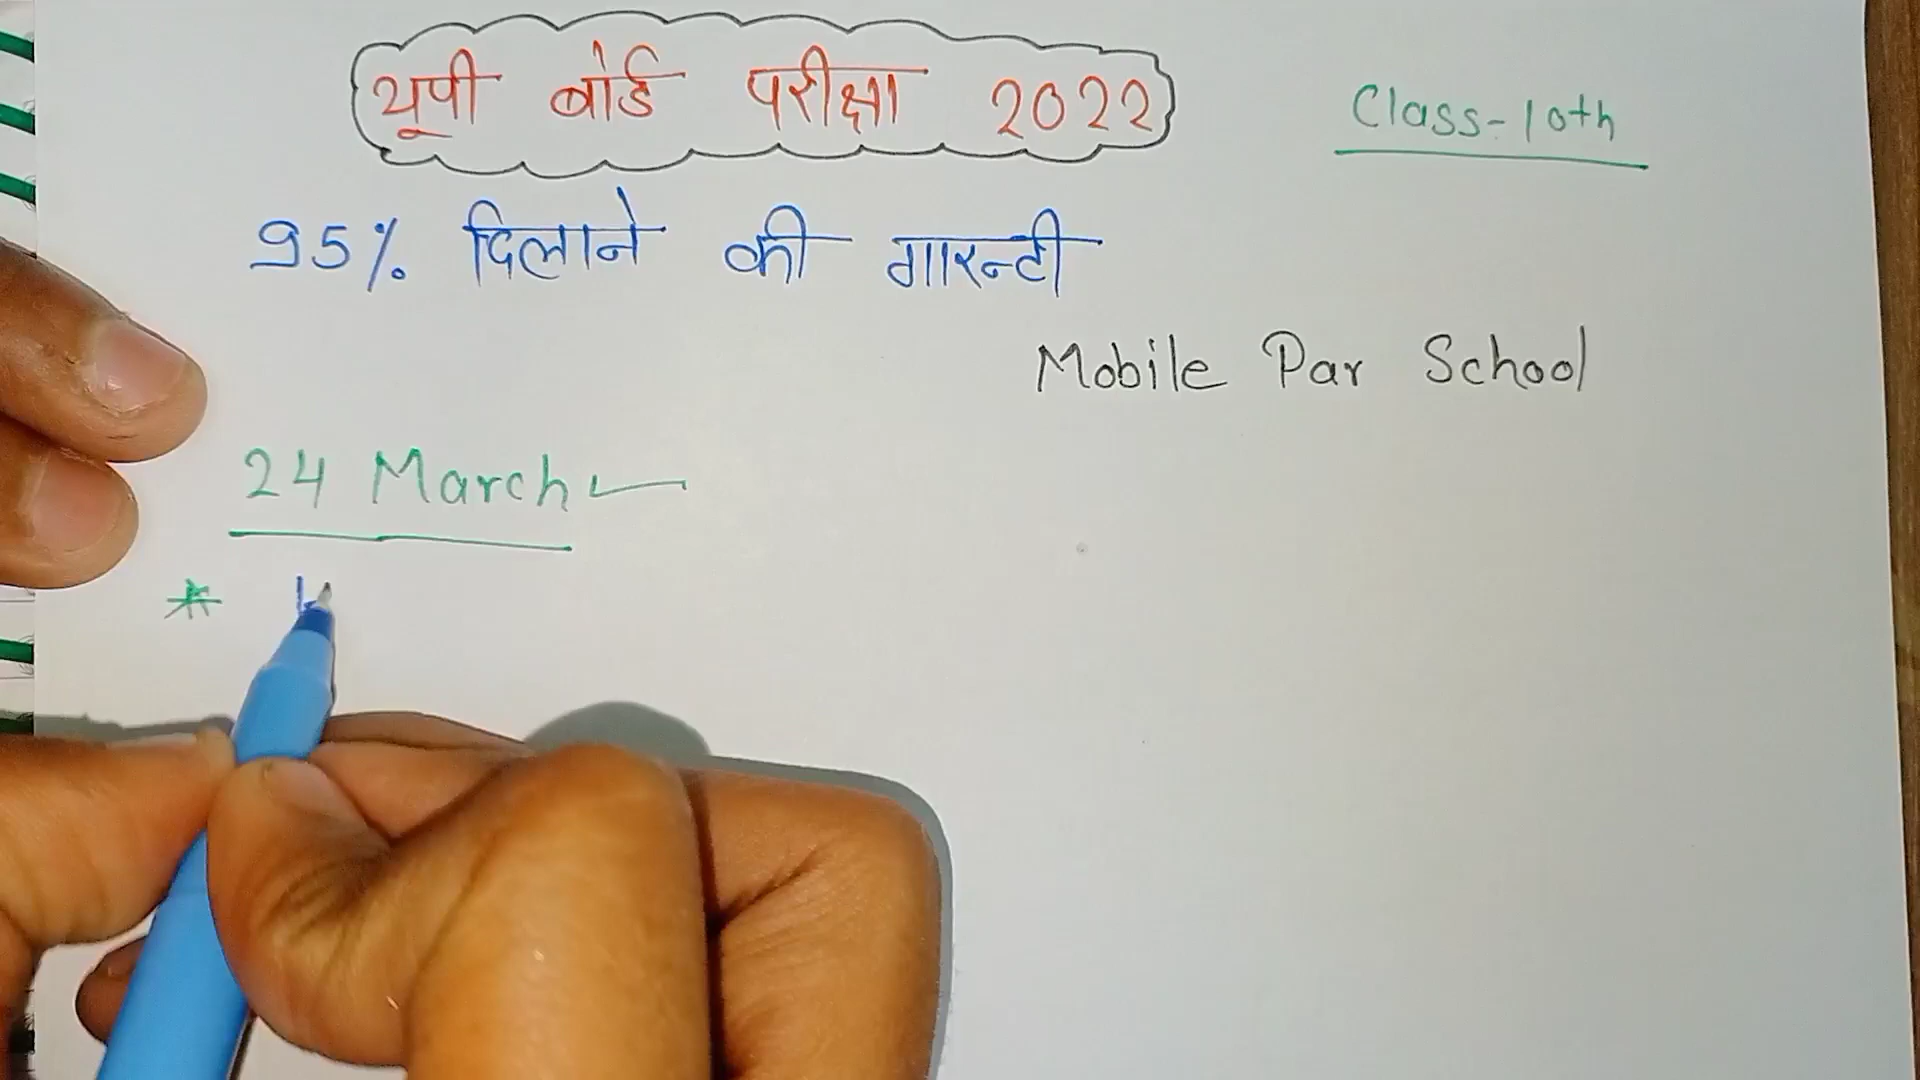 यूपी बोर्ड परीक्षा 2022
Class-10th
95% दिलाने की गारन्टी
Mobile Par School
24 March
*